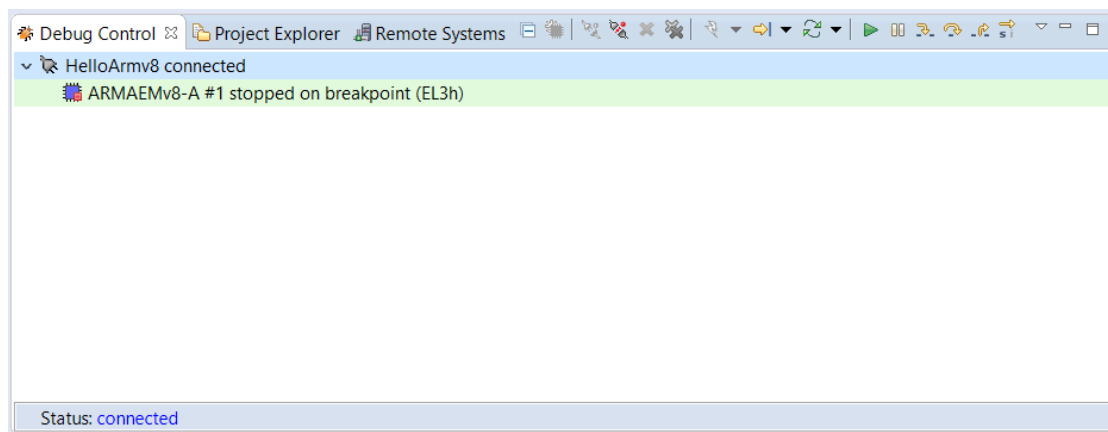 Debug Control Project Explorer Remote Systems
HelloArmv8 connected
ARMAEMv8-A #1 stopped on breakpoint (EL3h)
Status: connected